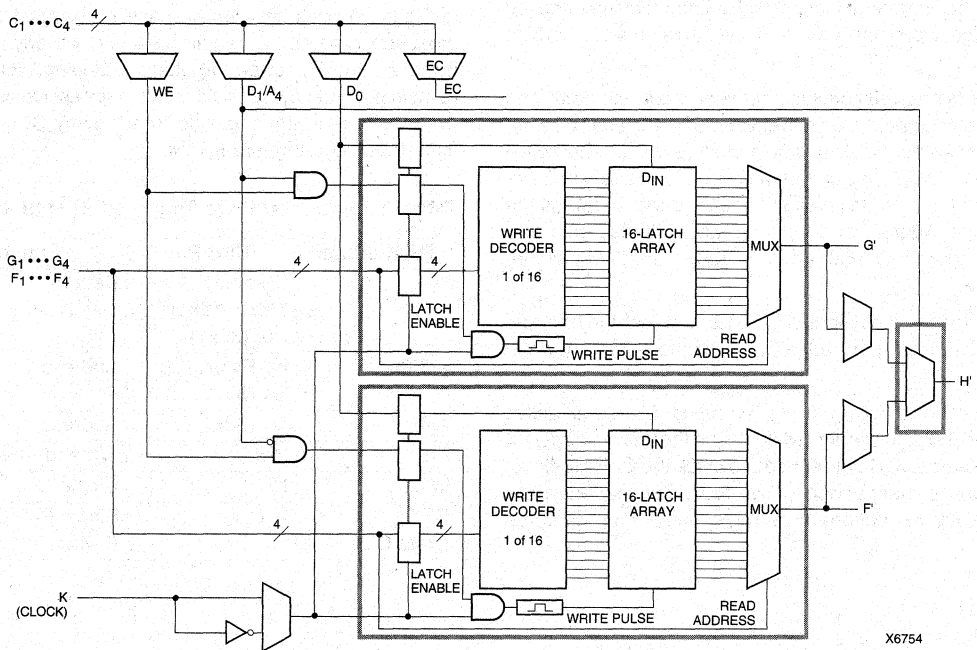 C1•••C4
4
EC
WE
D1/A4
D0
EC
DIN
WRITE
DECODER
1 of 16
16-LATCH
ARRAY
MUX
G'
G1•••G4
F1•••F4
4
4
LATCH
ENABLE
WRITE PULSE
READ
ADDRESS
H'
DIN
WRITE
DECODER
1 of 16
16-LATCH
ARRAY
MUX
F'
4
4
LATCH
ENABLE
K
(CLOCK)
WRITE PULSE
READ
ADDRESS
X6754